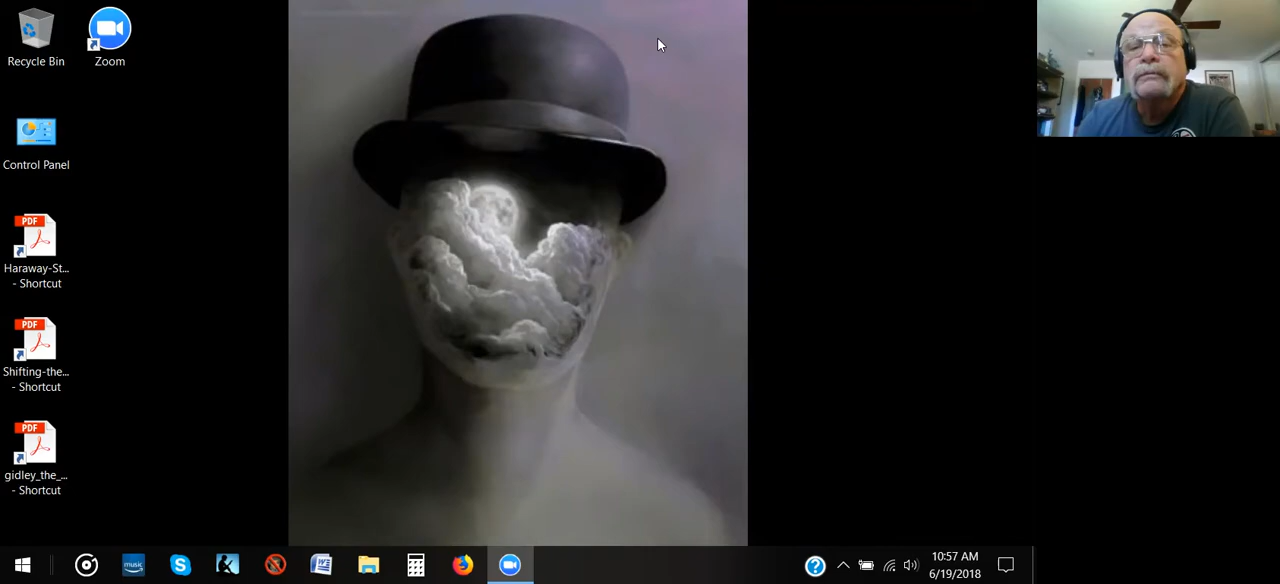 Recycle Bin
Zoom
Control Panel
PDF
Haraway-St...
- Shortcut
PDF
Shifting-the...
- Shortcut
PDF
gidley_the_...
- Shortcut
music
10:57 AM
6/19/2018